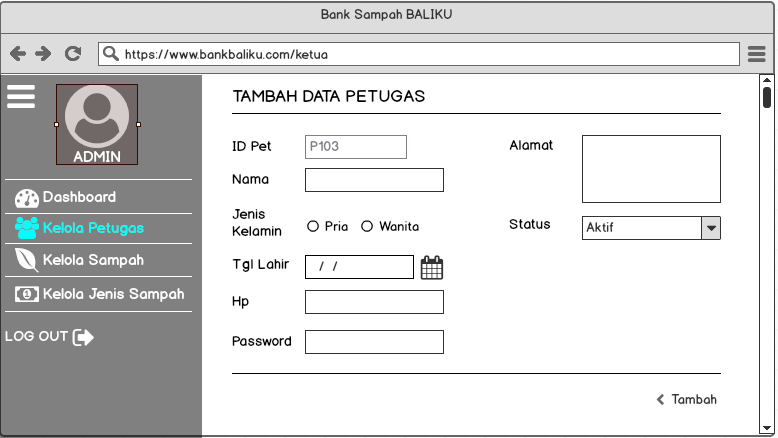 Bank Sampah BALIKU
https://www.bankbaliku.com/ketua
ADMIN
Dashboard
Kelola Petugas
Kelola Sampah
Kelola Jenis Sampah
LOG OUT
TAMBAH DATA PETUGAS
ID Pet P103
Nama
Jenis
Kelamin
Pria Wanita
Tgl Lahir / /
Hp
Password
Alamat
Status Aktif
Tambah